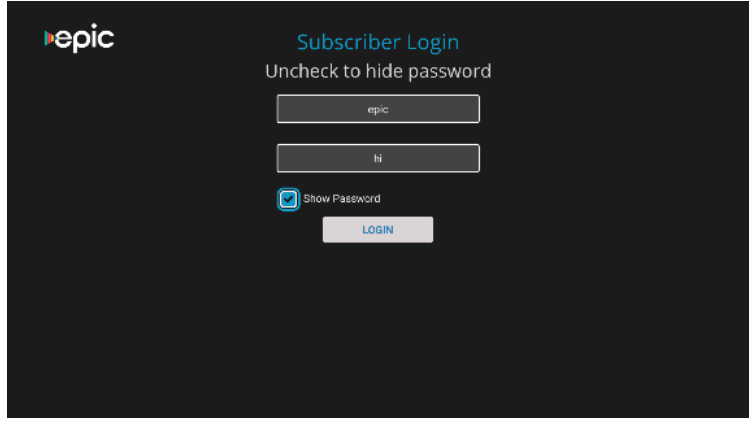 epic
Subscriber Login
Uncheck to hide password
epic
hi
Show Password
LOGIN